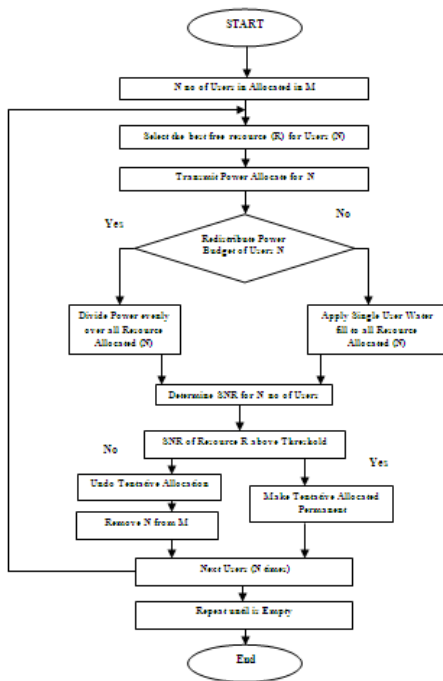 START
N no of Users in Allocated in M
Select the best free resource (R) for Users (N)
Transmit Power Allocate for N
Yes
No
Redistribute Power
Budget of Users N
Divide Power evenly
over all Resource
Allocated (N)
Apply Single User Water
fill to all Resource
Allocated (N)
Determine SNR for N no of Users
SNR of Resource R above Threshold
No
Yes
Undo Tentative Allocation
Make Tentative Allocated
Permanent
Remove N from M
Next Users (N times)
Repeat until is Empty
End